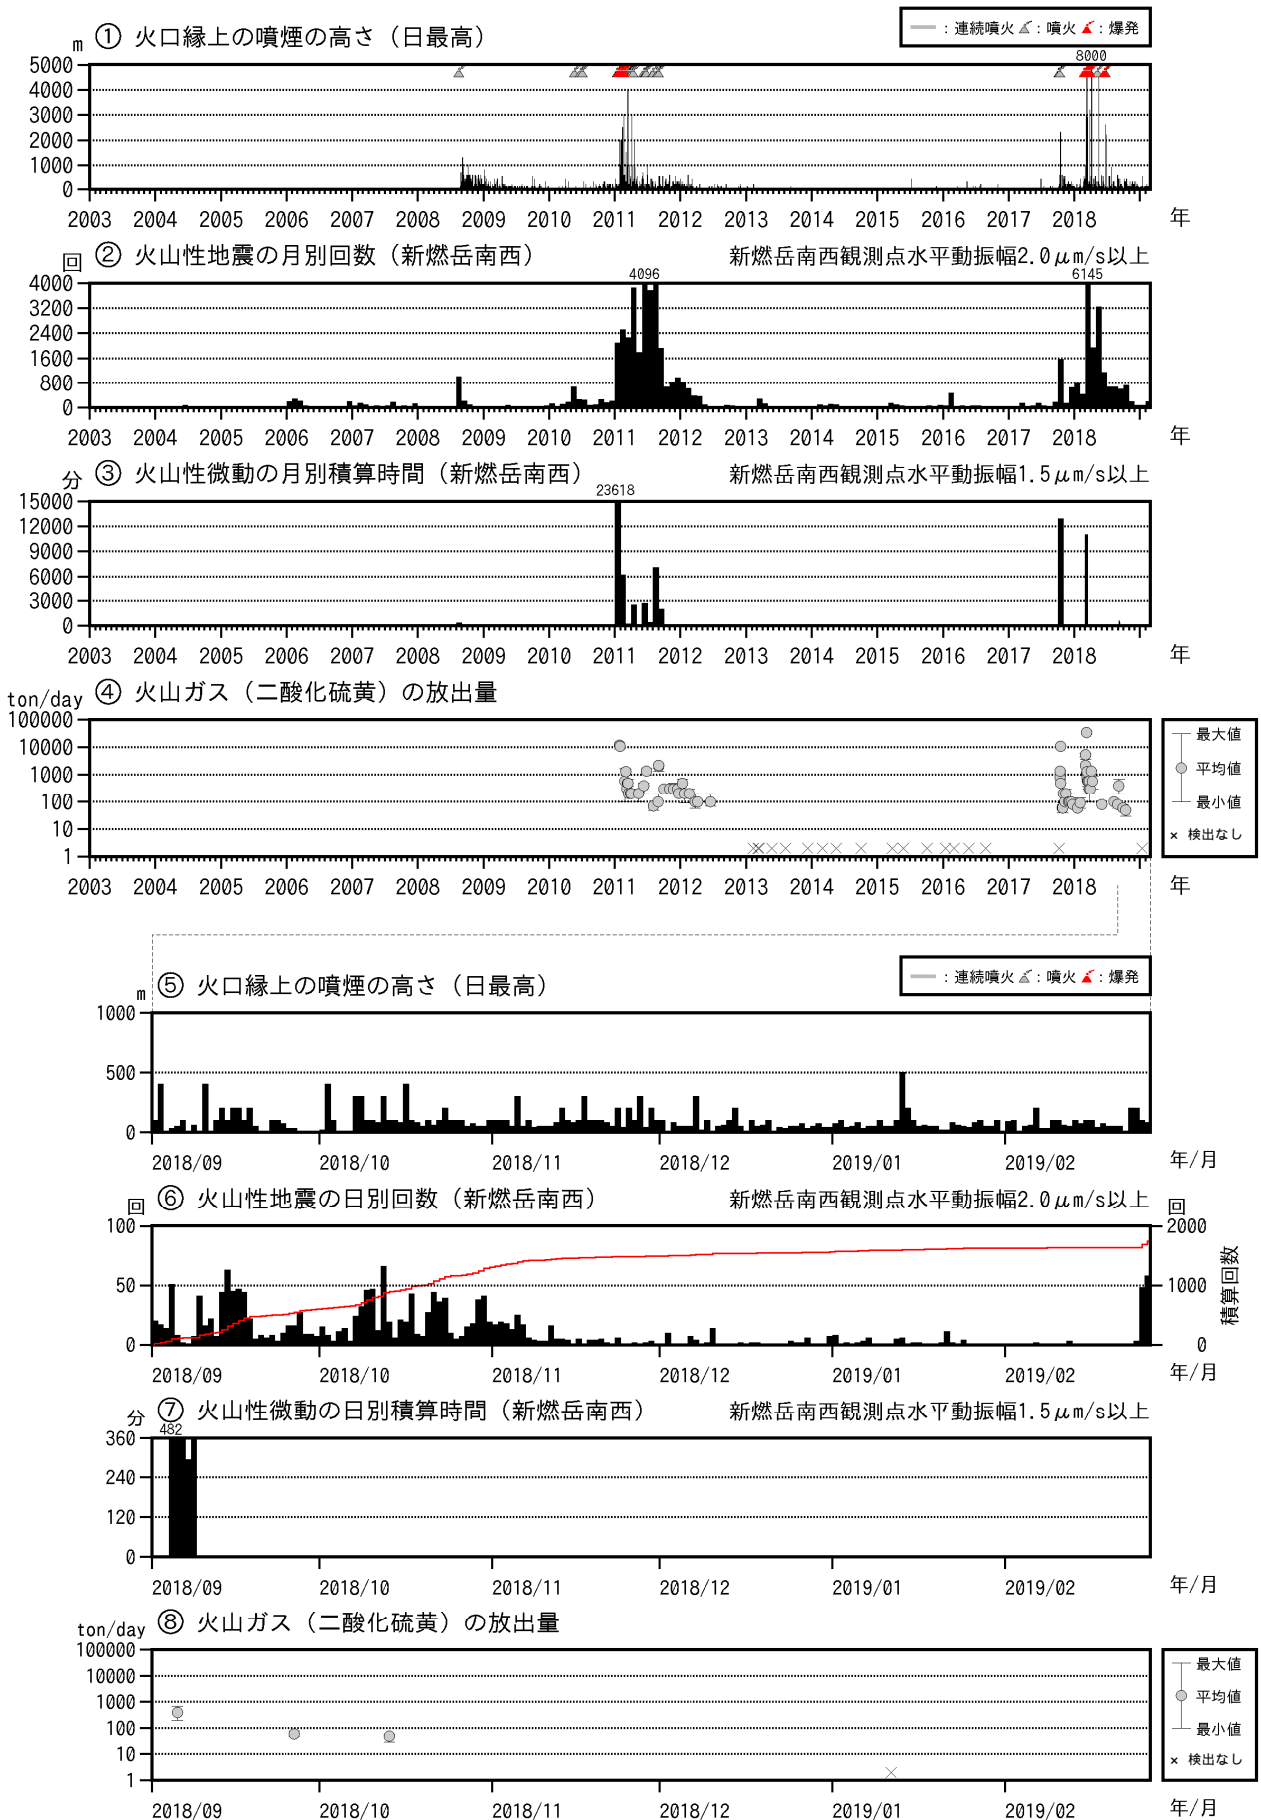 ① 火口縁上の噴煙の高さ（日最高）
━ : 連続噴火 : 噴火 : 爆発
m
8000
5000
4000
3000
2000
1000
0
2003 2004 2005 2006 2007 2008 2009 2010 2011 2012 2013 2014 2015 2016 2017 2018 年
② 火山性地震の月別回数（新燃岳南西） 新燃岳南西観測点水平動振幅2.0μm/s以上
回
4096 6145
4000
3200
2400
1600
800
0
2003 2004 2005 2006 2007 2008 2009 2010 2011 2012 2013 2014 2015 2016 2017 2018 年
③ 火山性微動の月別積算時間（新燃岳南西） 新燃岳南西観測点水平動振幅1.5μm/s以上
分
23618
15000
12000
9000
6000
3000
0
2003 2004 2005 2006 2007 2008 2009 2010 2011 2012 2013 2014 2015 2016 2017 2018 年
④ 火山ガス（二酸化硫黄）の放出量
ton/day
100000
10000
1000
100
10
1
最大値
平均値
最小値
× 検出なし
2003 2004 2005 2006 2007 2008 2009 2010 2011 2012 2013 2014 2015 2016 2017 2018 年
⑤ 火口縁上の噴煙の高さ（日最高）
━ : 連続噴火 : 噴火 : 爆発
m
1000
500
0
2018/09 2018/10 2018/11 2018/12 2019/01 2019/02 年/月
⑥ 火山性地震の日別回数（新燃岳南西） 新燃岳南西観測点水平動振幅2.0μm/s以上
回 回
100 2000
50 1000
0 0
積算回数
2018/09 2018/10 2018/11 2018/12 2019/01 2019/02 年/月
⑦ 火山性微動の日別積算時間（新燃岳南西） 新燃岳南西観測点水平動振幅1.5μm/s以上
分
482
360
240
120
0
2018/09 2018/10 2018/11 2018/12 2019/01 2019/02 年/月
⑧ 火山ガス（二酸化硫黄）の放出量
ton/day
100000
10000
1000
100
10
1
最大値
平均値
最小値
× 検出なし
2018/09 2018/10 2018/11 2018/12 2019/01 2019/02 年/月